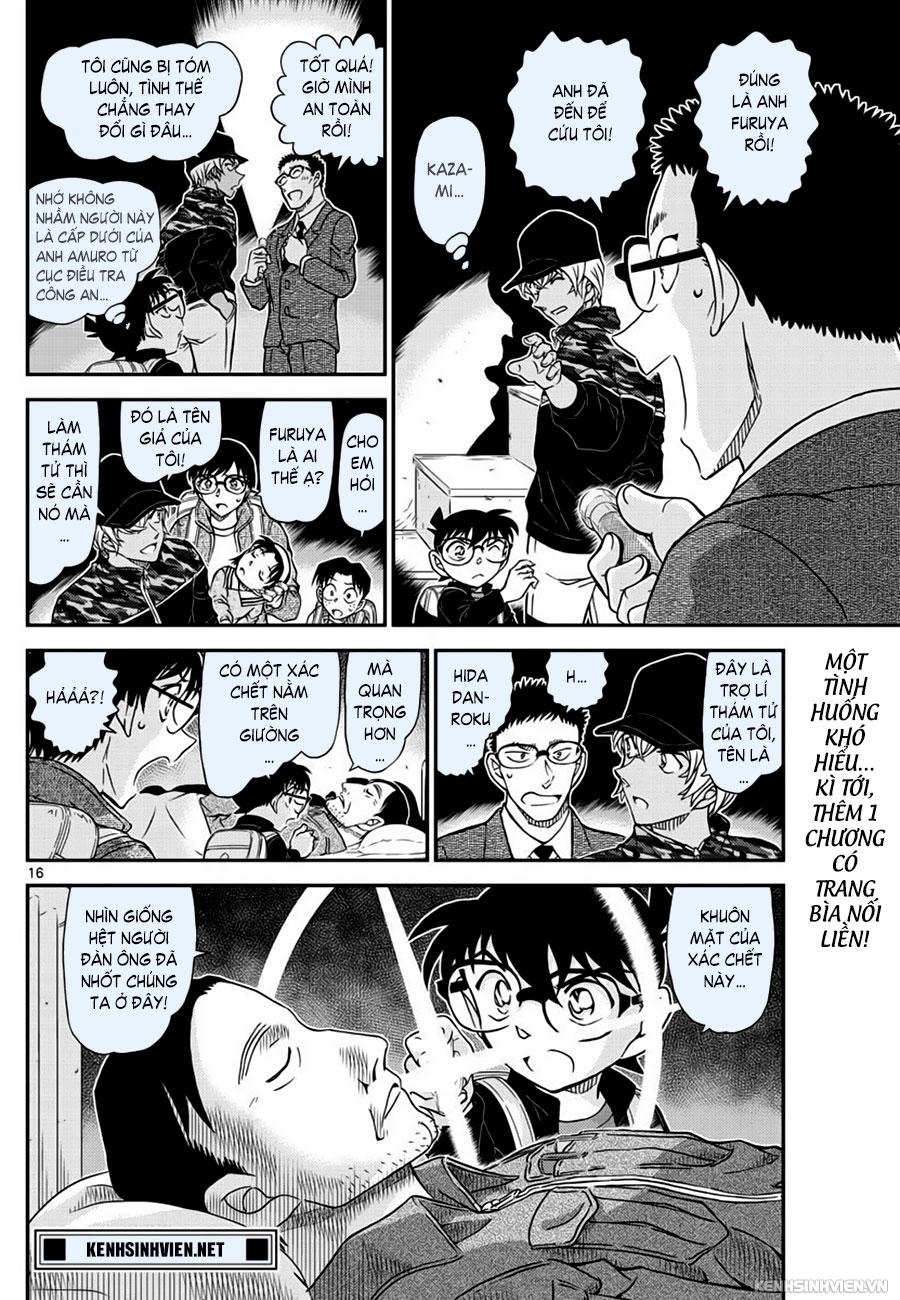 ĐÚNG
LÀ ANH
FURUYA
RỒI!
ANH ĐÃ
ĐẾN ĐỂ
CỨU TÔI!
KAZA-
MI...
TỐT QUÁ!
GIỜ MÌNH
AN TOÀN
RỒI!
TÔI CŨNG BỊ TÓM
LUÔN, TÌNH THẾ
CHẲNG THAY
ĐỔI GÌ ĐÂU...
NHỚ KHÔNG
NHẦM NGƯỜI NÀY
LÀ CẤP DƯỚI CỦA
ANH AMURO TỪ
CỤC ĐIỀU TRA
CÔNG AN...
CHO
EM
HỎI
...
FURUYA
LÀ AI
THẾ Ạ?
ĐÓ LÀ TÊN
GIẢ CỦA
TÔI!
LÀM
THÁM
TỬ THÌ
SẼ CẦN
NÓ MÀ
...
ĐÂY LÀ
TRỢ LÍ
THÁM TỬ
CỦA TÔI,
TÊN LÀ
...
H...
HIDA
DAN-
ROKU
...
MÀ
QUAN
TRỌNG
HƠN
...
CÓ MỘT XÁC
CHẾT NẰM
TRÊN
GIƯỜNG
...
HẢẢẢ?!
MỘT
TÌNH
HUỐNG
KHÓ
HIỂU...
KÌ TỚI,
THÊM 1
CHƯƠNG
CÓ
TRANG
BÌA NỐI
LIỀN!
16
KHUÔN
MẶT CỦA
XÁC CHẾT
NÀY...
NHÌN GIỐNG
HỆT NGƯỜI
ĐÀN ÔNG ĐÃ
NHỐT CHÚNG
TA Ở ĐÂY!
KENHSINHVIEN.NET
KENHSINHVIEN.VN